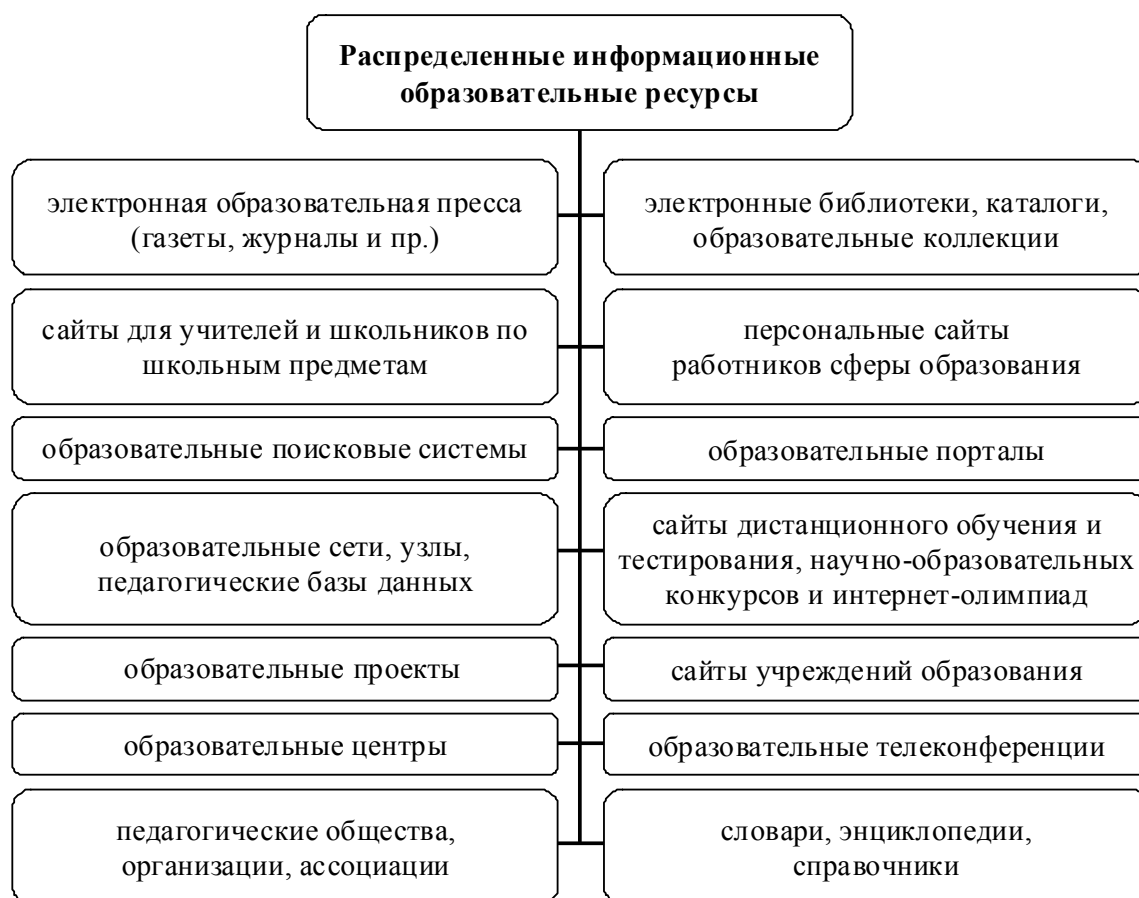 Распределенные информационные
образовательные ресурсы
электронная образовательная пресса
(газеты, журналы и пр.)
электронные библиотеки, каталоги,
образовательные коллекции
сайты для учителей и школьников по
школьным предметам
персональные сайты
работников сферы образования
образовательные поисковые системы
образовательные порталы
образовательные сети, узлы,
педагогические базы данных
сайты дистанционного обучения и
тестирования, научно-образовательных
конкурсов и интернет-олимпиад
образовательные проекты
сайты учреждений образования
образовательные центры
образовательные телеконференции
педагогические общества,
организации, ассоциации
словари, энциклопедии,
справочники